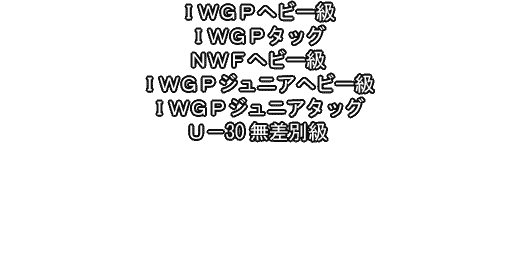 ＩＷＧＰヘビー級
ＩＷＧＰタッグ
ＮＷＦヘビー級
ＩＷＧＰジュニアヘビー級
ＩＷＧＰジュニアタッグ
Ｕ－30 無差別級